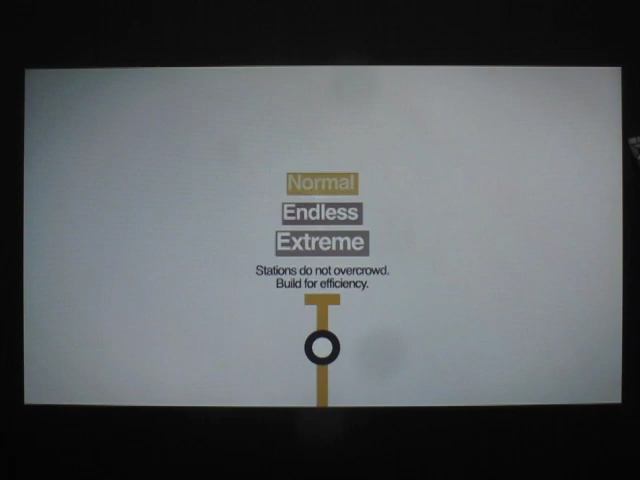 Normal
Endless
Extreme
Stations do not overcrowd.
Build for efficiency.